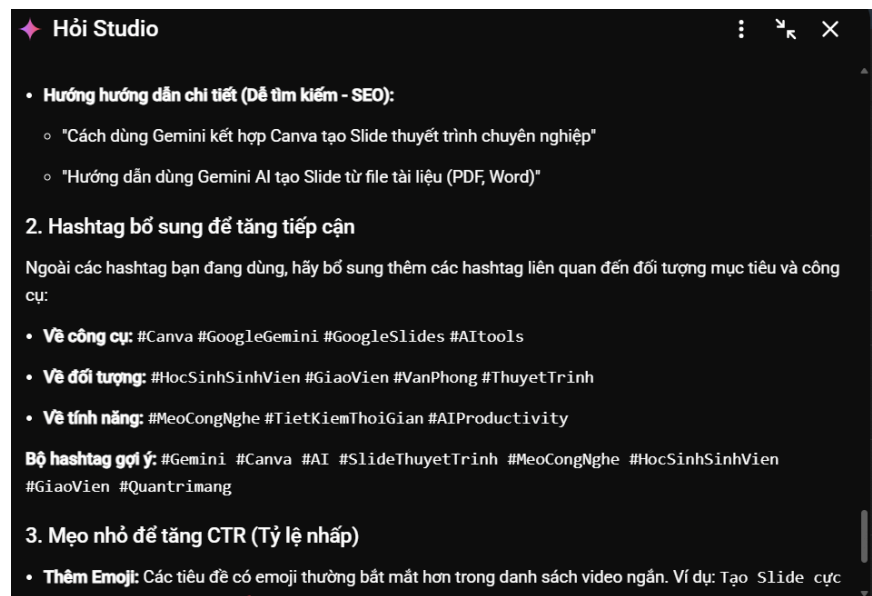 Hỏi Studio
• Hướng hướng dẫn chi tiết (Dễ tìm kiếm - SEO):
○ "Cách dùng Gemini kết hợp Canva tạo Slide thuyết trình chuyên nghiệp"
○ "Hướng dẫn dùng Gemini AI tạo Slide từ file tài liệu (PDF, Word)"
2. Hashtag bổ sung để tăng tiếp cận
Ngoài các hashtag bạn đang dùng, hãy bổ sung thêm các hashtag liên quan đến đối tượng mục tiêu và công
cụ:
• Về công cụ: #Canva #GoogleGemini #GoogleSlides #AItools
• Về đối tượng: #HocSinhSinhVien #GiaoVien #VanPhong #ThuyetTrinh
• Về tính năng: #MeoCongNghe #TietKiemThoiGian #AIProductivity
Bộ hashtag gợi ý: #Gemini #Canva #AI #SlideThuyetTrinh #MeoCongNghe #HocSinhSinhVien
#GiaoVien #Quantrimang
3. Mẹo nhỏ để tăng CTR (Tỷ lệ nhấp)
• Thêm Emoji: Các tiêu đề có emoji thường bắt mắt hơn trong danh sách video ngắn. Ví dụ: Tạo Slide cực